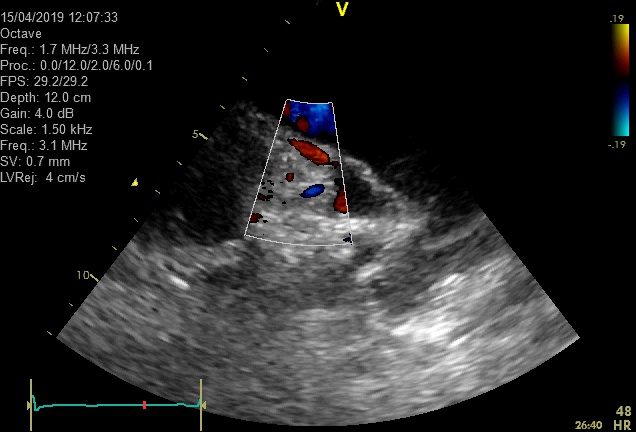 15/04/2019 12:07:33
Octave
Freq.: 1.7 MHz/3.3 MHz
Proc.: 0.0/12.0/2.0/6.0/0.1
FPS: 29.2/29.2
Depth: 12.0 cm
Gain: 4.0 dB
Scale: 1.50 kHz
Freq.: 3.1 MHz
SV: 0.7 mm
LVRej: 4 cm/s
V
.19
-.19
5
10
48
26:40 HR